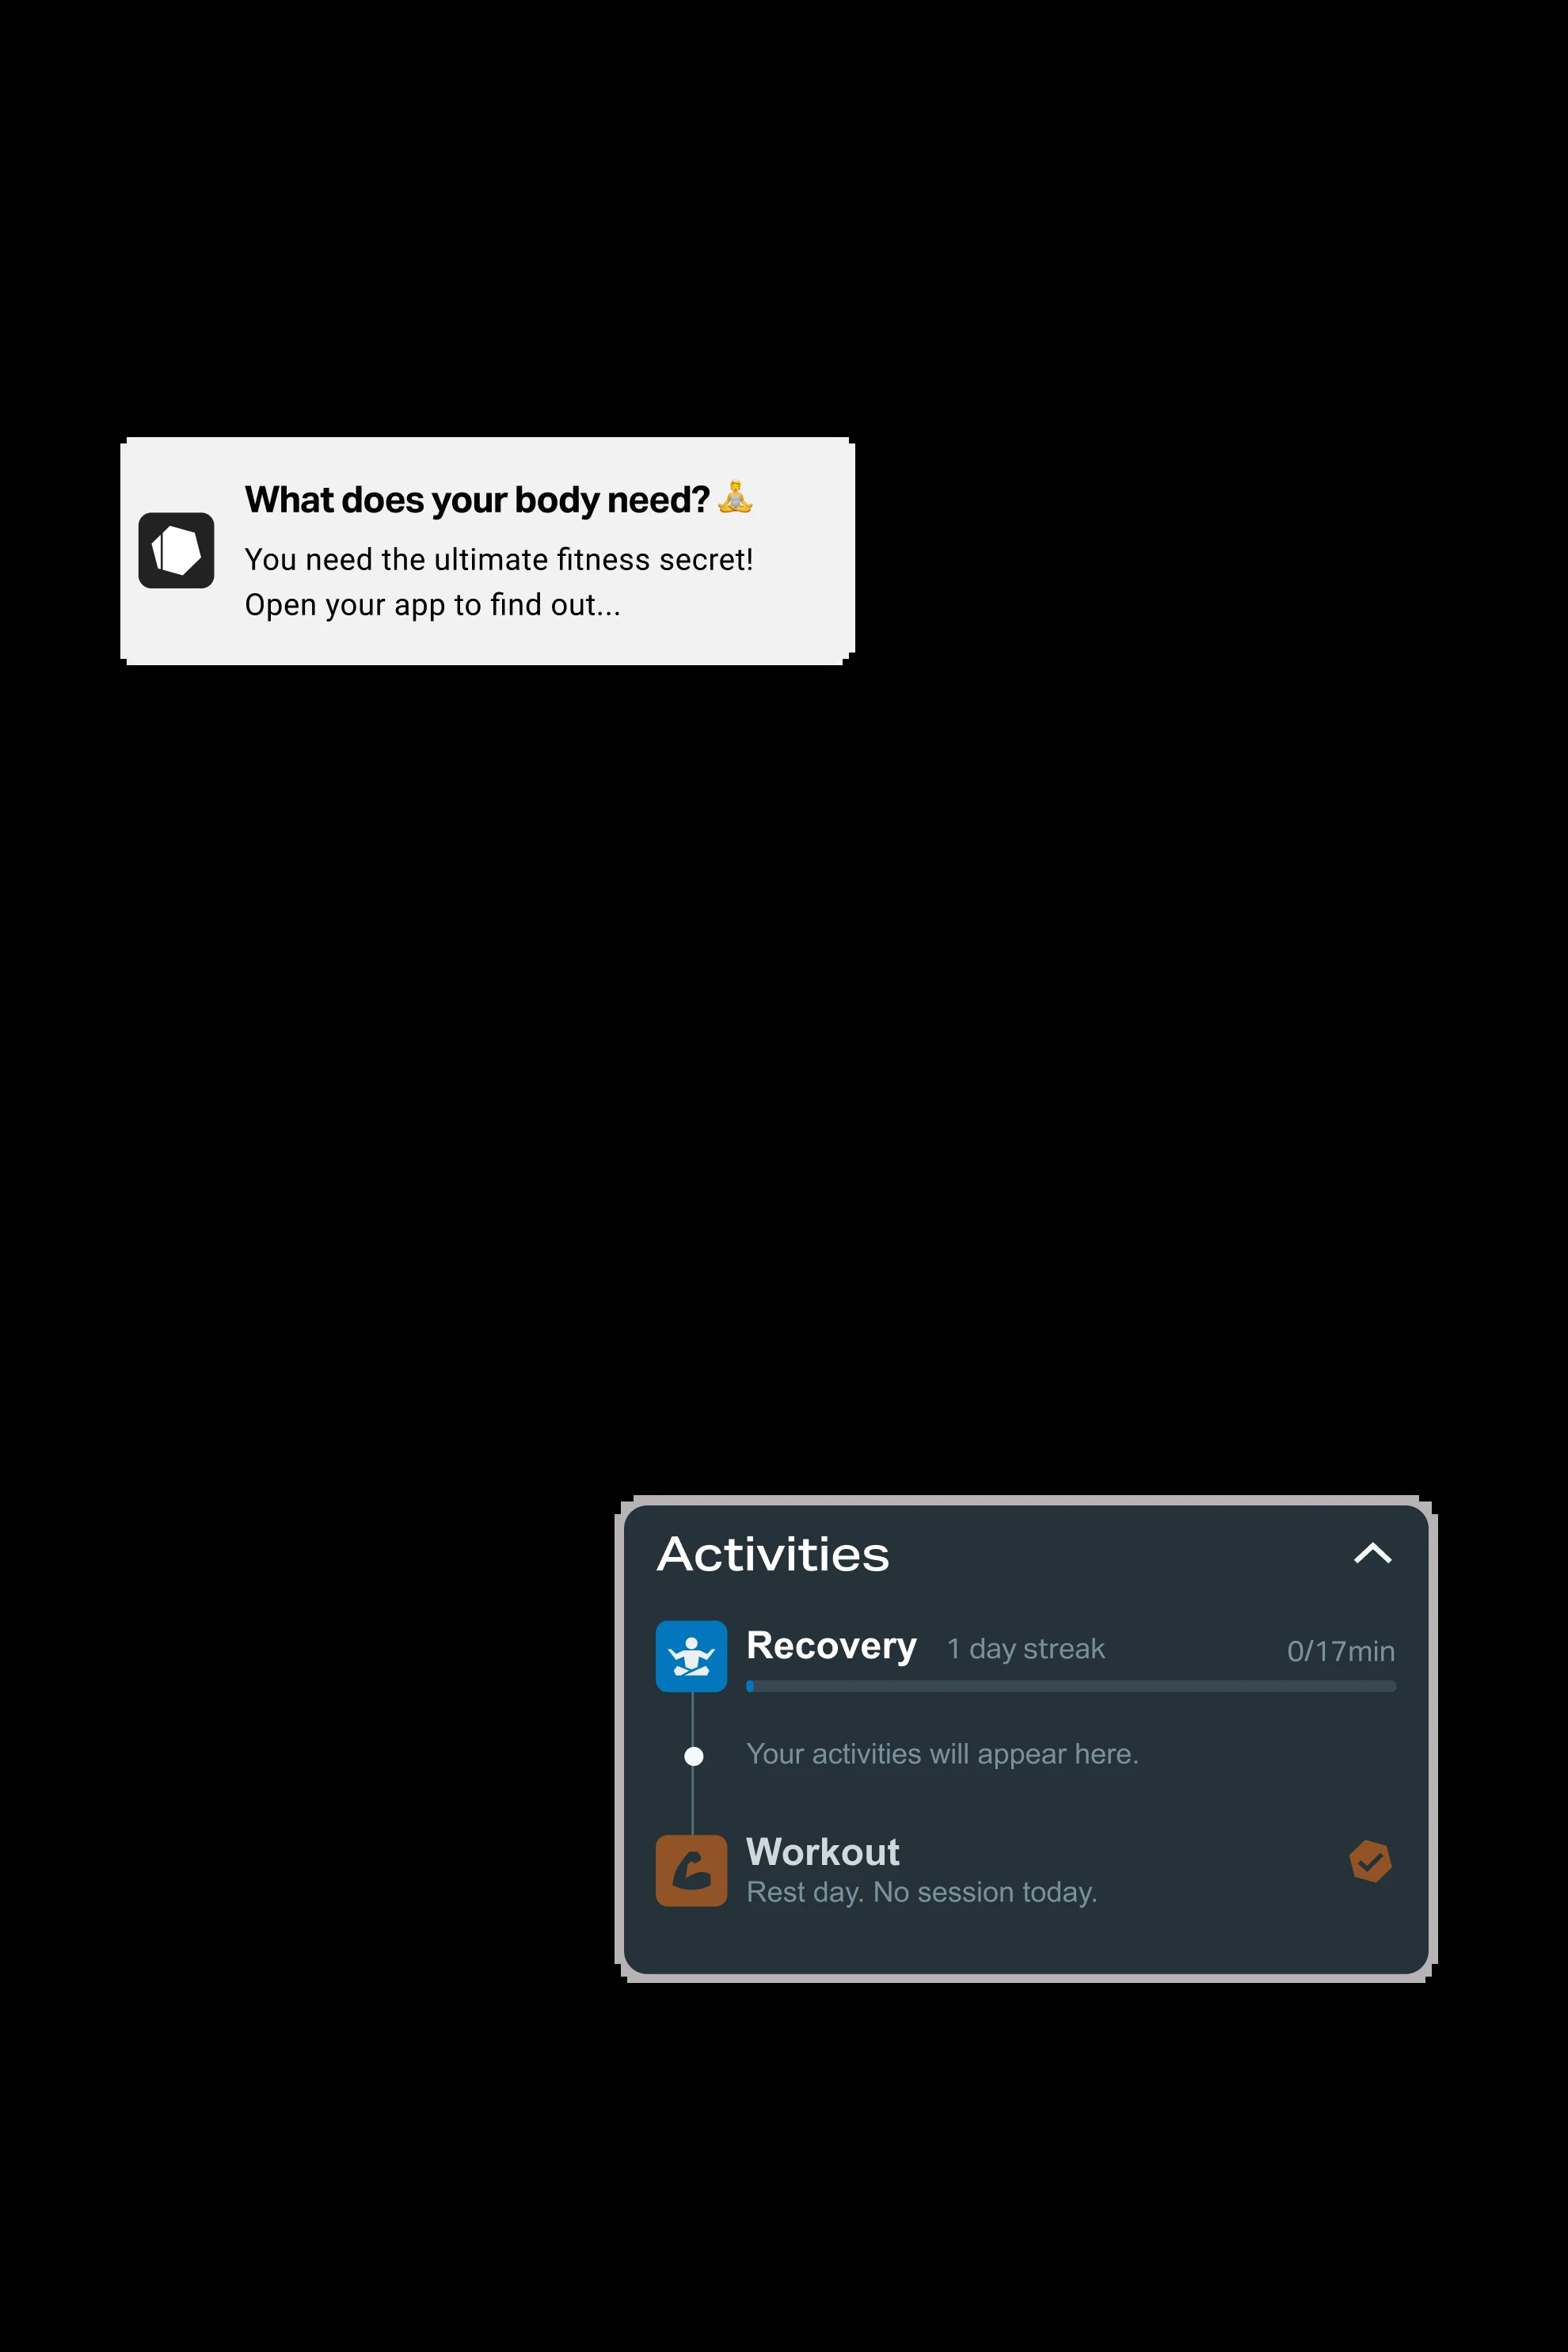 What does your body need? 🧘
You need the ultimate fitness secret!
Open your app to find out...
Activities
Recovery 1 day streak 0/17min
Your activities will appear here.
Workout
Rest day. No session today.